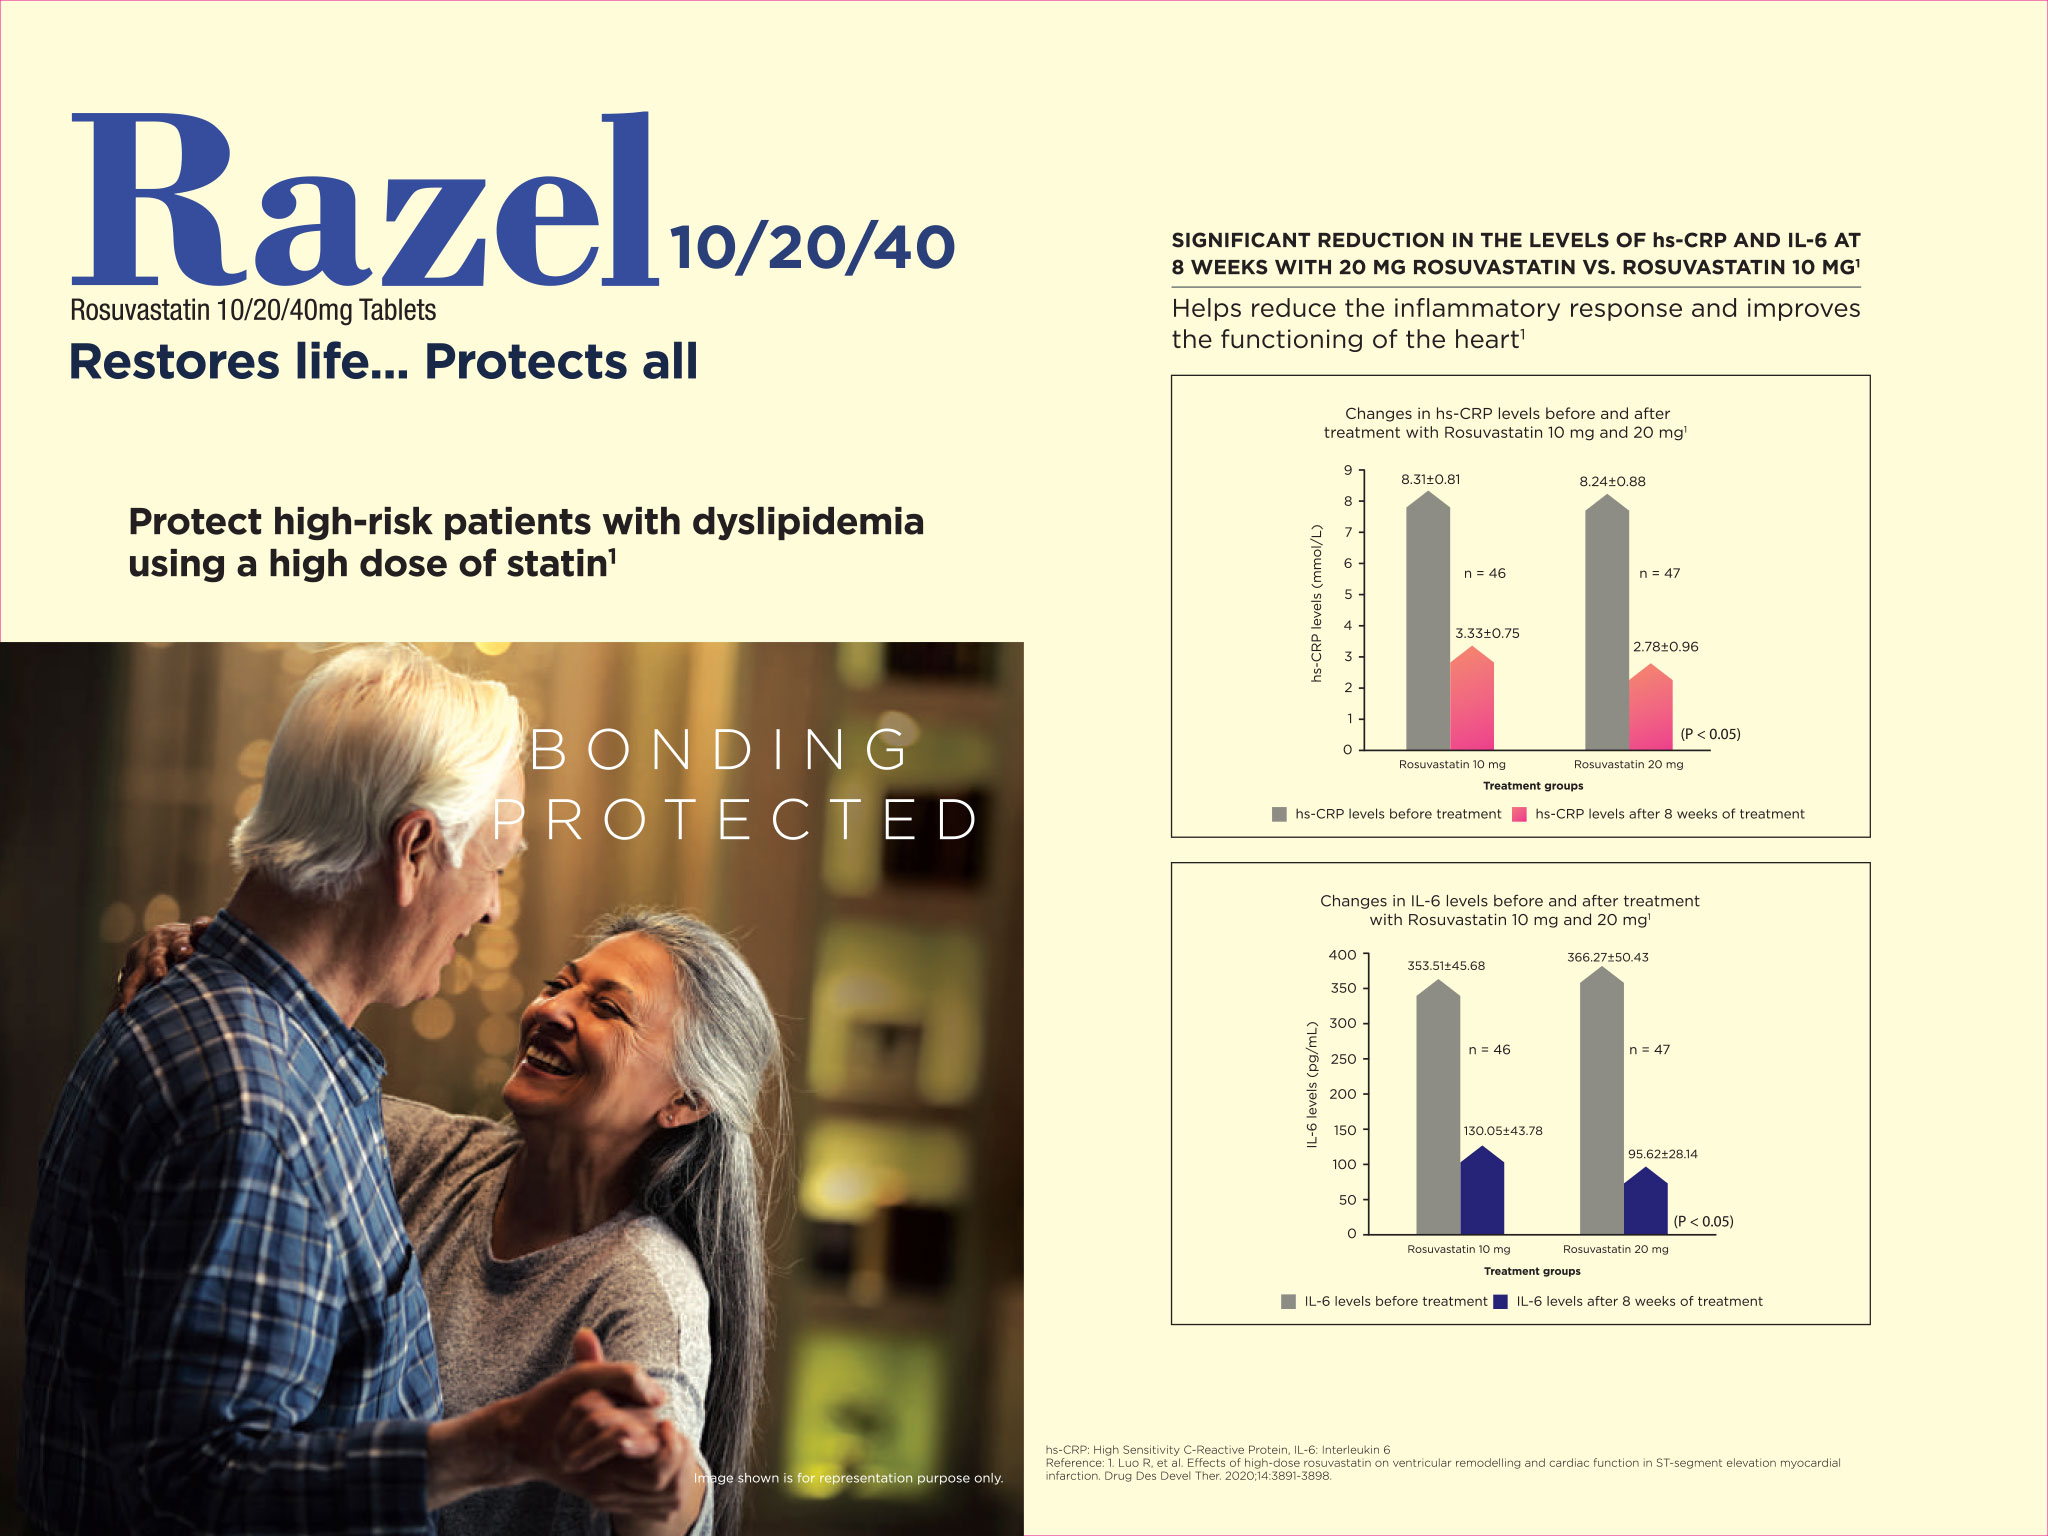 Razel 10/20/40
Rosuvastatin 10/20/40mg Tablets
Restores life... Protects all
Protect high-risk patients with dyslipidemia
using a high dose of statin¹
BONDING
PROTECTED
Image shown is for representation purpose only.
SIGNIFICANT REDUCTION IN THE LEVELS OF hs-CRP AND IL-6 AT
8 WEEKS WITH 20 MG ROSUVASTATIN VS. ROSUVASTATIN 10 MG¹
Helps reduce the inflammatory response and improves
the functioning of the heart¹
Changes in hs-CRP levels before and after
treatment with Rosuvastatin 10 mg and 20 mg¹
hs-CRP levels (mmol/L)
9
8
7
6
5
4
3
2
1
0
8.31±0.81
n = 46
3.33±0.75
8.24±0.88
n = 47
2.78±0.96
(P < 0.05)
Rosuvastatin 10 mg
Rosuvastatin 20 mg
Treatment groups
hs-CRP levels before treatment
hs-CRP levels after 8 weeks of treatment
Changes in IL-6 levels before and after treatment
with Rosuvastatin 10 mg and 20 mg¹
IL-6 levels (pg/mL)
400
350
300
250
200
150
100
50
0
353.51±45.68
n = 46
130.05±43.78
366.27±50.43
n = 47
95.62±28.14
(P < 0.05)
Rosuvastatin 10 mg
Rosuvastatin 20 mg
Treatment groups
IL-6 levels before treatment
IL-6 levels after 8 weeks of treatment
hs-CRP: High Sensitivity C-Reactive Protein, IL-6: Interleukin 6
Reference: 1. Luo R, et al. Effects of high-dose rosuvastatin on ventricular remodelling and cardiac function in ST-segment elevation myocardial
infarction. Drug Des Devel Ther. 2020;14:3891-3898.